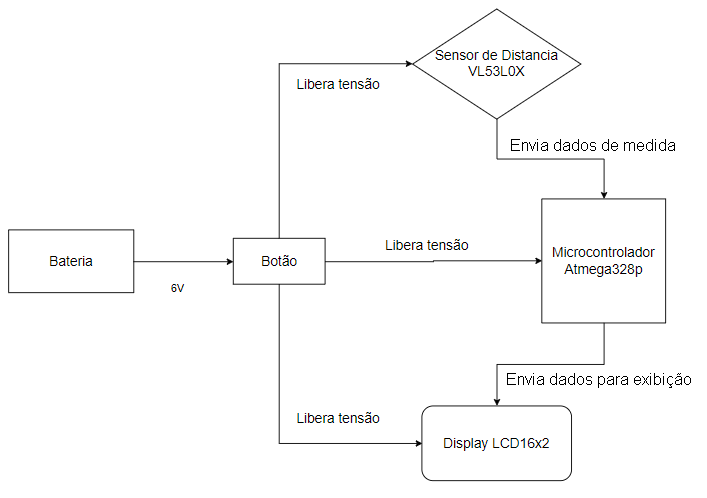 Sensor de Distancia
VL53L0X
Libera tensão
Envia dados de medida
Bateria
6V
Botão
Libera tensão
Microcontrolador
Atmega328p
Envia dados para exibição
Libera tensão
Display LCD16x2